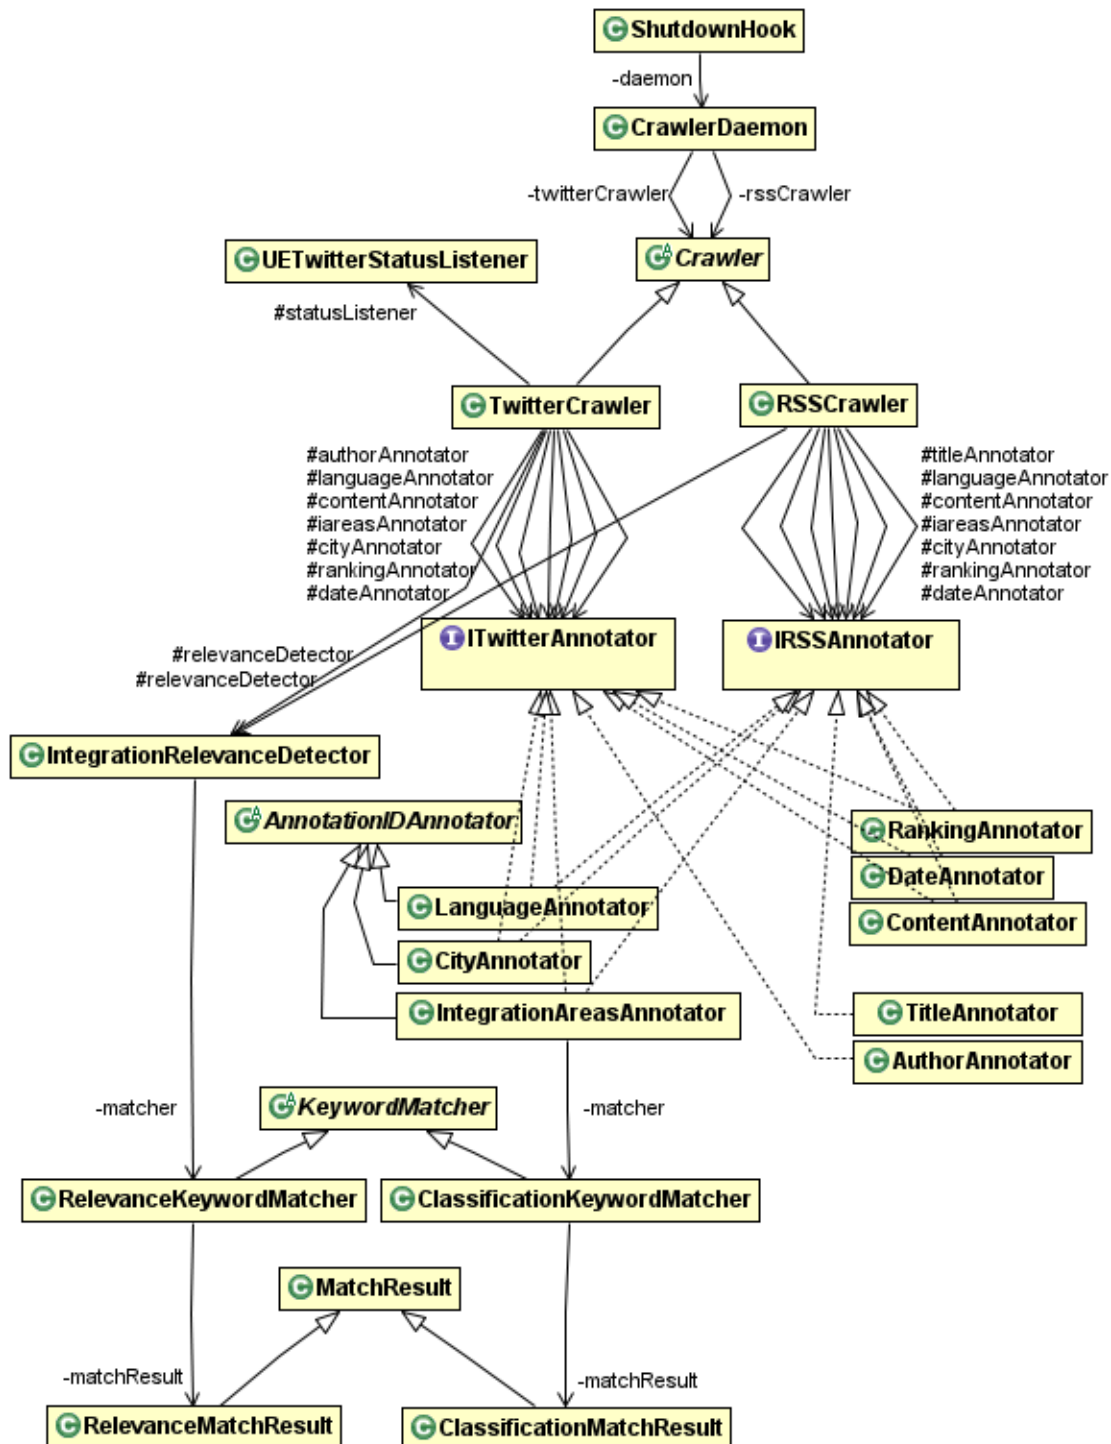 ShutdownHook
-daemon
CrawlerDaemon
-twitterCrawler
-rssCrawler
Crawler
UETwitterStatusListener
#statusListener
TwitterCrawler
RSSCrawler
#authorAnnotator
#languageAnnotator
#contentAnnotator
#iareasAnnotator
#cityAnnotator
#rankingAnnotator
#dateAnnotator
#titleAnnotator
#languageAnnotator
#contentAnnotator
#iareasAnnotator
#cityAnnotator
#rankingAnnotator
#dateAnnotator
ITwitterAnnotator
IRSSAnnotator
#relevanceDetector
#relevanceDetector
IntegrationRelevanceDetector
AnnotationIDAnnotator
RankingAnnotator
DateAnnotator
LanguageAnnotator
ContentAnnotator
CityAnnotator
IntegrationAreasAnnotator
TitleAnnotator
AuthorAnnotator
-matcher
KeywordMatcher
-matcher
RelevanceKeywordMatcher
ClassificationKeywordMatcher
MatchResult
-matchResult
-matchResult
RelevanceMatchResult
ClassificationMatchResult